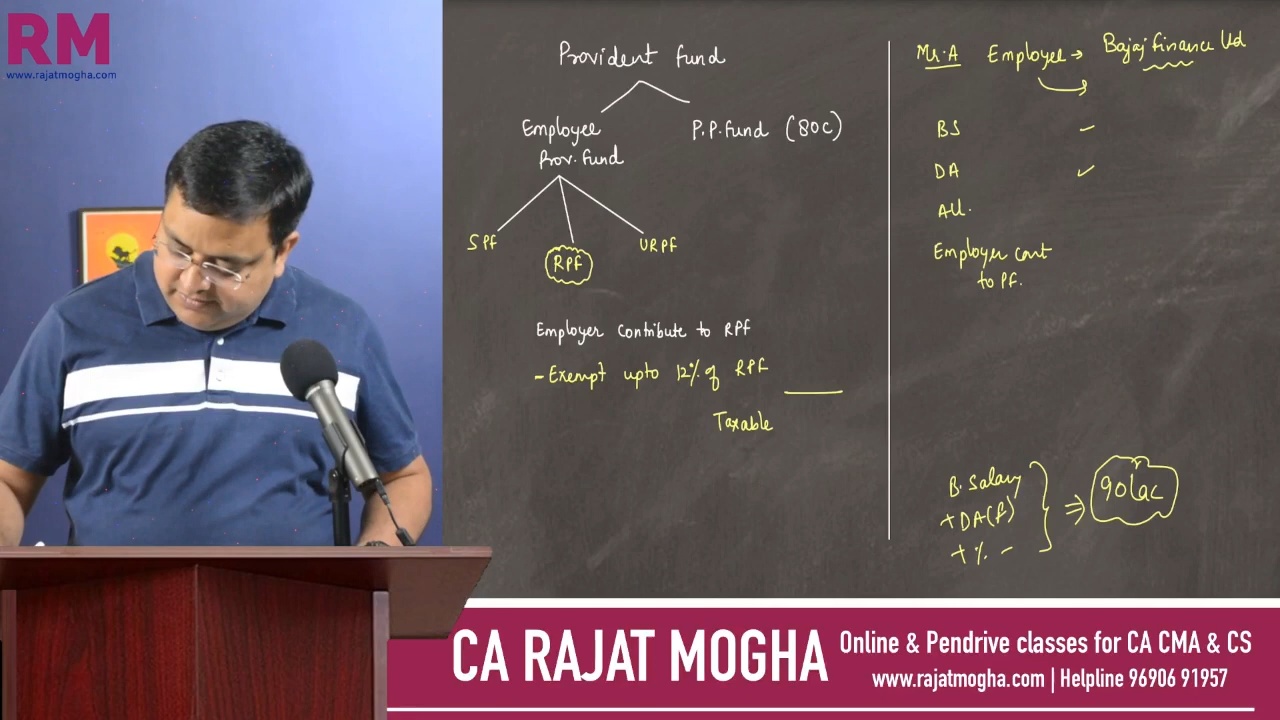 RM
www.rajatmogha.com
Provident fund
Employee Prov. fund
P.P. fund (80C)
SPF
RPF
URPF
Employer contribute to RPF
- Exempt upto 12% of RPF
Taxable
Mr. A Employee → Bajaj finance Ltd
BS -
DA ✓
All.
Employer cont
to PF.
B. Salary
+ DA(f)
+ % -
⇒ 90 lac
CA RAJAT MOGHA
Online & Pendrive classes for CA CMA & CS
www.rajatmogha.com | Helpline 96906 91957